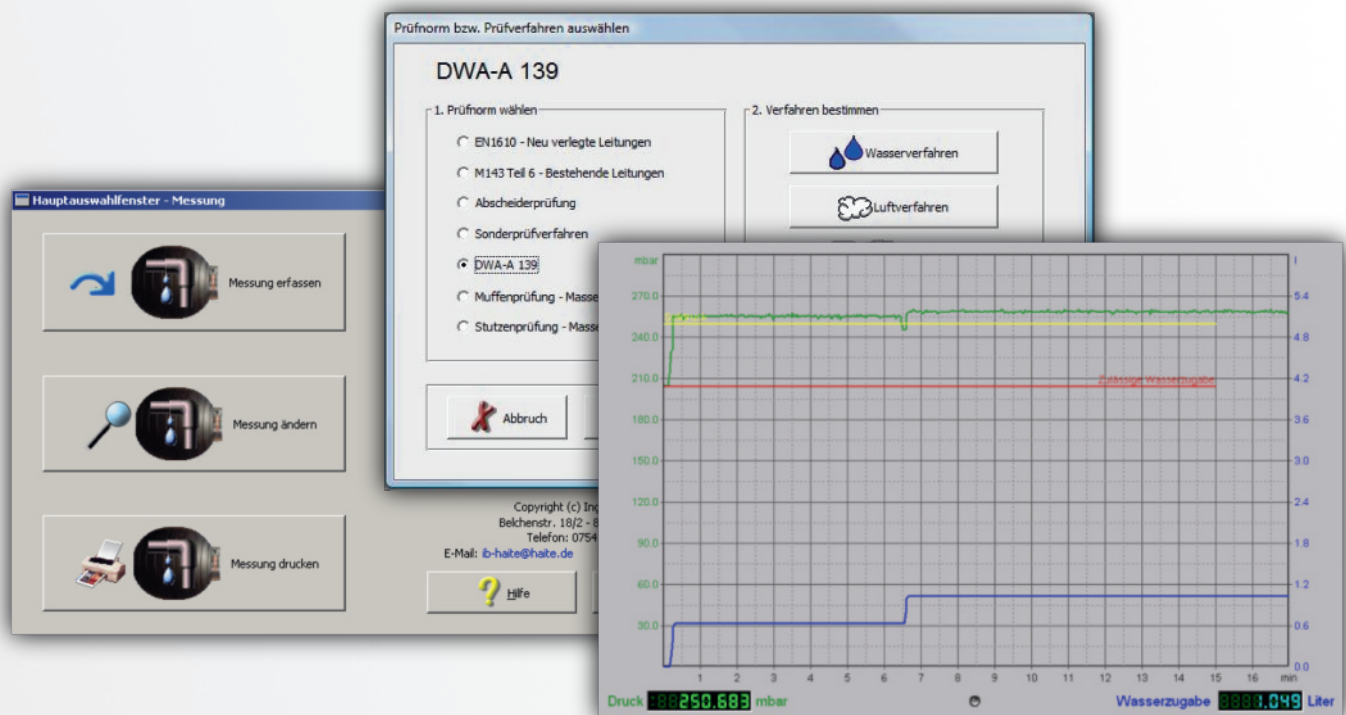 Prüfnorm bzw. Prüfverfahren auswählen
DWA-A 139
1. Prüfnorm wählen
EN1610 - Neu verlegte Leitungen
M143 Teil 6 - Bestehende Leitungen
Abscheiderprüfung
Sonderprüfverfahren
DWA-A 139
Muffenprüfung - Masse
Stutzenprüfung - Masse
2. Verfahren bestimmen
Wasserverfahren
Luftverfahren
Abbruch
Hauptauswahlfenster - Messung
Messung erfassen
Messung ändern
Messung drucken
Copyright (c) Ing
Belchenstr. 18/2 - 8
Telefon: 0754
E-Mail: ib-haite@haite.de
Hilfe
mbar
270.0
240.0
210.0
180.0
150.0
120.0
90.0
60.0
30.0
l
5.4
4.8
4.2
3.6
3.0
2.4
1.8
1.2
0.6
0.0
Zulässige Wasserzugabe
1 2 3 4 5 6 7 8 9 10 11 12 13 14 15 16 min
Druck 250.683 mbar
Wasserzugabe 1.049 Liter